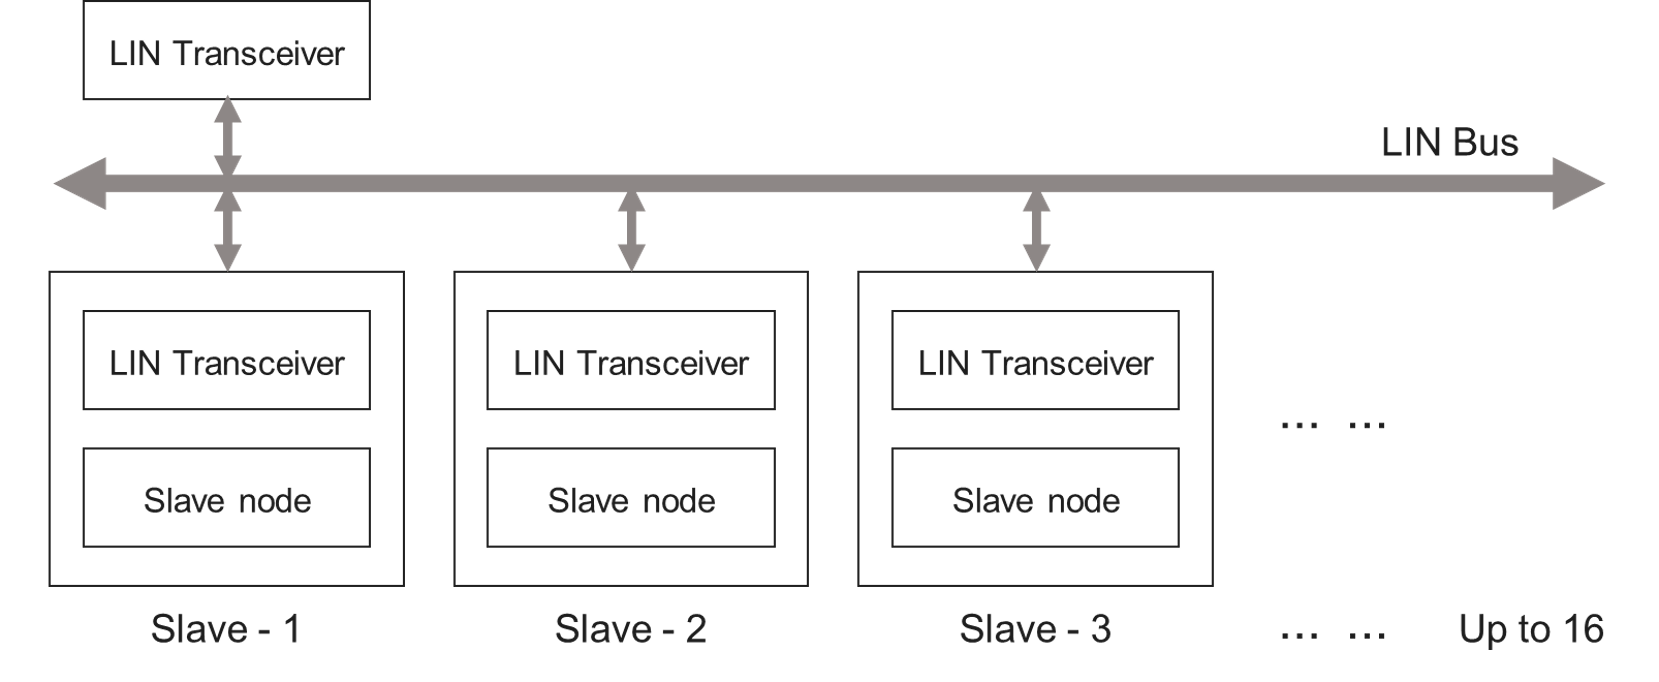 LIN Transceiver
LIN Bus
LIN Transceiver
LIN Transceiver
LIN Transceiver
... ...
Slave node
Slave node
Slave node
Slave - 1
Slave - 2
Slave - 3
... ...
Up to 16